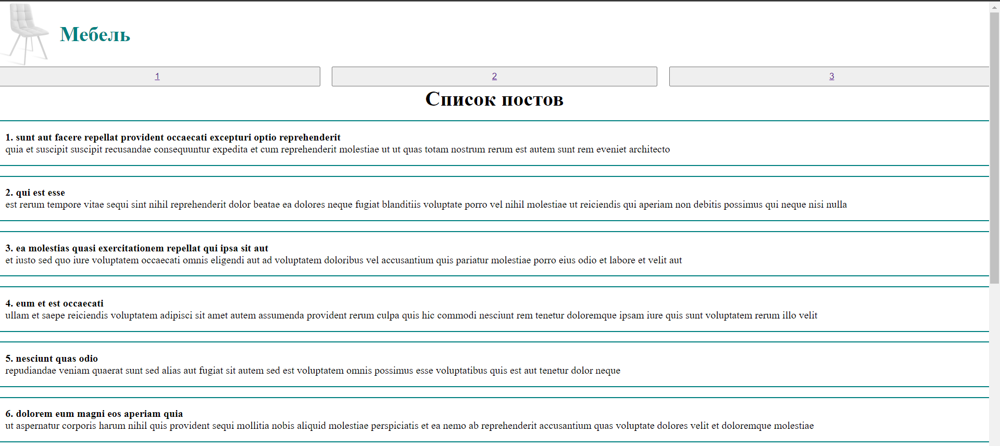 Мебель
1
2
3
Список постов
1. sunt aut facere repellat provident occaecati excepturi optio reprehenderit
quia et suscipit suscipit recusandae consequuntur expedita et cum reprehenderit molestiae ut ut quas totam nostrum rerum est autem sunt rem eveniet architecto
2. qui est esse
est rerum tempore vitae sequi sint nihil reprehenderit dolor beatae ea dolores neque fugiat blanditiis voluptate porro vel nihil molestiae ut reiciendis qui aperiam non debitis possimus qui neque nisi nulla
3. ea molestias quasi exercitationem repellat qui ipsa sit aut
et iusto sed quo iure voluptatem occaecati omnis eligendi aut ad voluptatem doloribus vel accusantium quis pariatur molestiae porro eius odio et labore et velit aut
4. eum et est occaecati
ullam et saepe reiciendis voluptatem adipisci sit amet autem assumenda provident rerum culpa quis hic commodi nesciunt rem tenetur doloremque ipsam iure quis sunt voluptatem rerum illo velit
5. nesciunt quas odio
repudiandae veniam quaerat sunt sed alias aut fugiat sit autem sed est voluptatem omnis possimus esse voluptatibus quis est aut tenetur dolor neque
6. dolorem eum magni eos aperiam quia
ut aspernatur corporis harum nihil quis provident sequi mollitia nobis aliquid molestiae perspiciatis et ea nemo ab reprehenderit accusantium quas voluptate dolores velit et doloremque molestiae